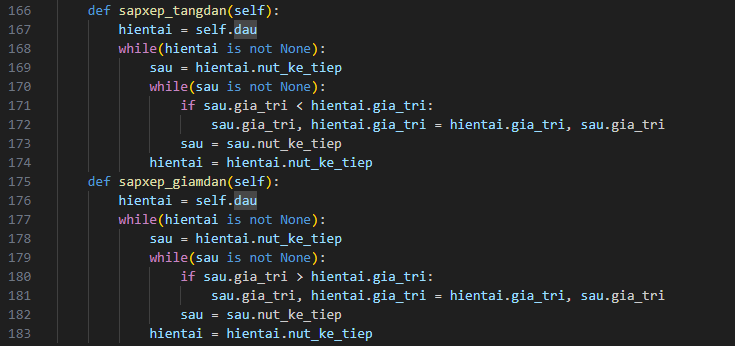 166 def sapxep_tangdan(self):
167 hientai = self.dau
168 while(hientai is not None):
169 sau = hientai.nut_ke_tiep
170 while(sau is not None):
171 if sau.gia_tri < hientai.gia_tri:
172 sau.gia_tri, hientai.gia_tri = hientai.gia_tri, sau.gia_tri
173 sau = sau.nut_ke_tiep
174 hientai = hientai.nut_ke_tiep
175 def sapxep_giamdan(self):
176 hientai = self.dau
177 while(hientai is not None):
178 sau = hientai.nut_ke_tiep
179 while(sau is not None):
180 if sau.gia_tri > hientai.gia_tri:
181 sau.gia_tri, hientai.gia_tri = hientai.gia_tri, sau.gia_tri
182 sau = sau.nut_ke_tiep
183 hientai = hientai.nut_ke_tiep